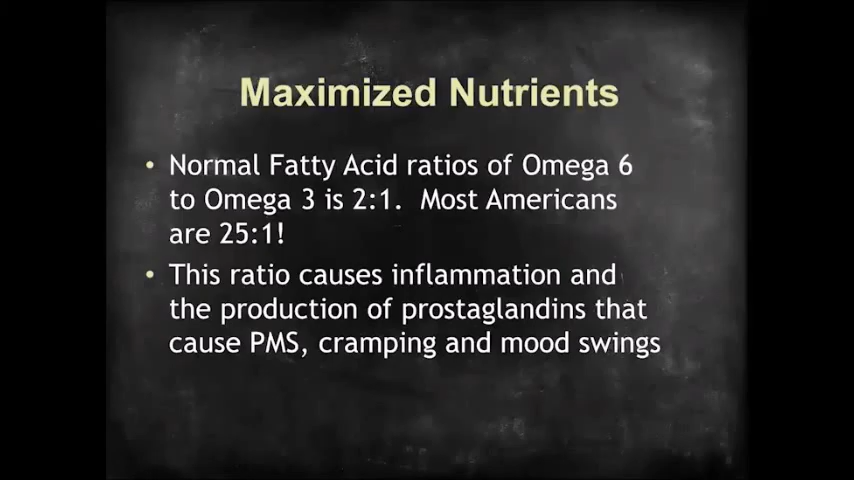 Maximized Nutrients
• Normal Fatty Acid ratios of Omega 6
to Omega 3 is 2:1.  Most Americans
are 25:1!
• This ratio causes inflammation and
the production of prostaglandins that
cause PMS, cramping and mood swings